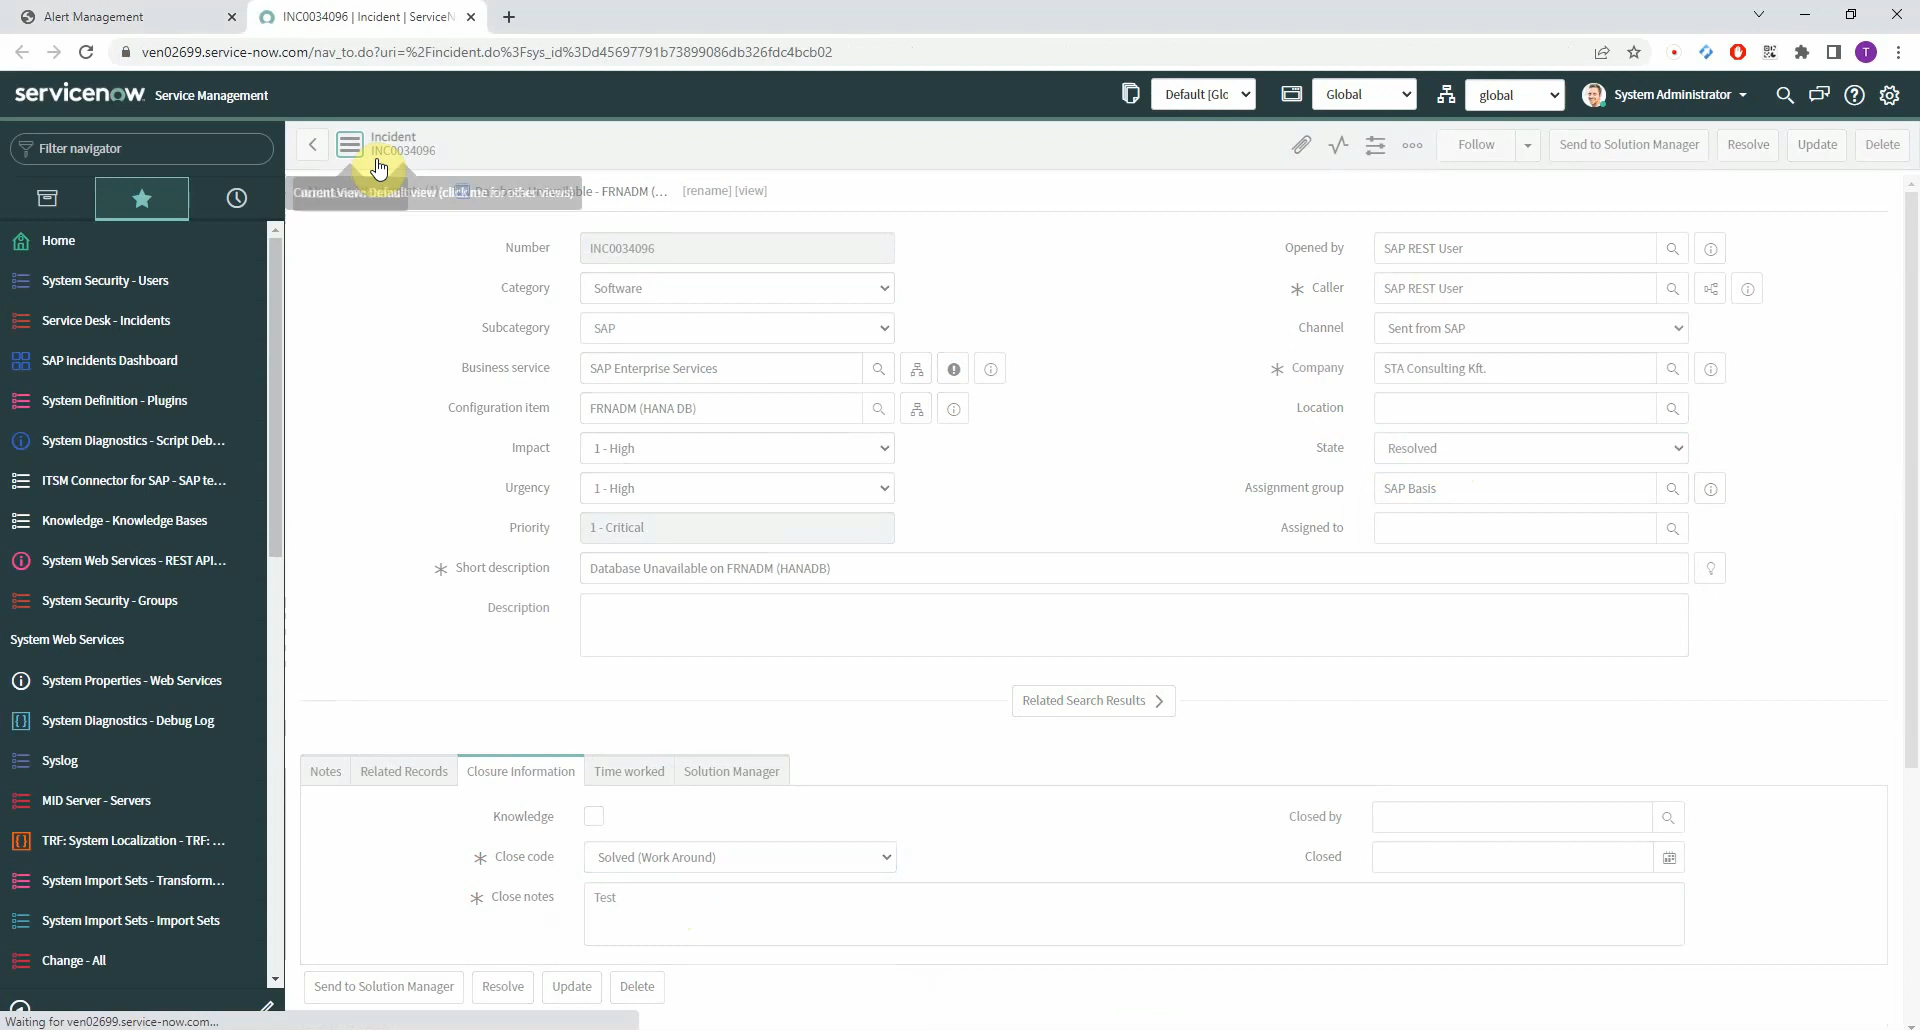 Alert Management
INC0034096 | Incident | ServiceN
ven02699.service-now.com/nav_to.do?uri=%2Fincident.do%3Fsys_id%3Dd45697791b73899086db326fdc4bcb02
T
servicenow Service Management
Default [Glc
Global
global
System Administrator
Filter navigator
Incident
INC0034096
Follow
Send to Solution Manager
Resolve
Update
Delete
Current View: Default view (click me for other views)
- FRNADM (...
[rename] [view]
Home
System Security - Users
Service Desk - Incidents
SAP Incidents Dashboard
System Definition - Plugins
System Diagnostics - Script Deb...
ITSM Connector for SAP - SAP te...
Knowledge - Knowledge Bases
System Web Services - REST API...
System Security - Groups
System Web Services
System Properties - Web Services
System Diagnostics - Debug Log
Syslog
MID Server - Servers
TRF: System Localization - TRF: ...
System Import Sets - Transform...
System Import Sets - Import Sets
Change - All
Number INC0034096
Opened by SAP REST User
Category Software
Caller SAP REST User
Subcategory SAP
Channel Sent from SAP
Business service SAP Enterprise Services
Company STA Consulting Kft.
Configuration item FRNADM (HANA DB)
Location
Impact 1 - High
State Resolved
Urgency 1 - High
Assignment group SAP Basis
Priority 1 - Critical
Assigned to
Short description Database Unavailable on FRNADM (HANADB)
Description
Related Search Results
Notes
Related Records
Closure Information
Time worked
Solution Manager
Knowledge
Closed by
Close code Solved (Work Around)
Closed
Close notes Test
Send to Solution Manager
Resolve
Update
Delete
Waiting for ven02699.service-now.com...